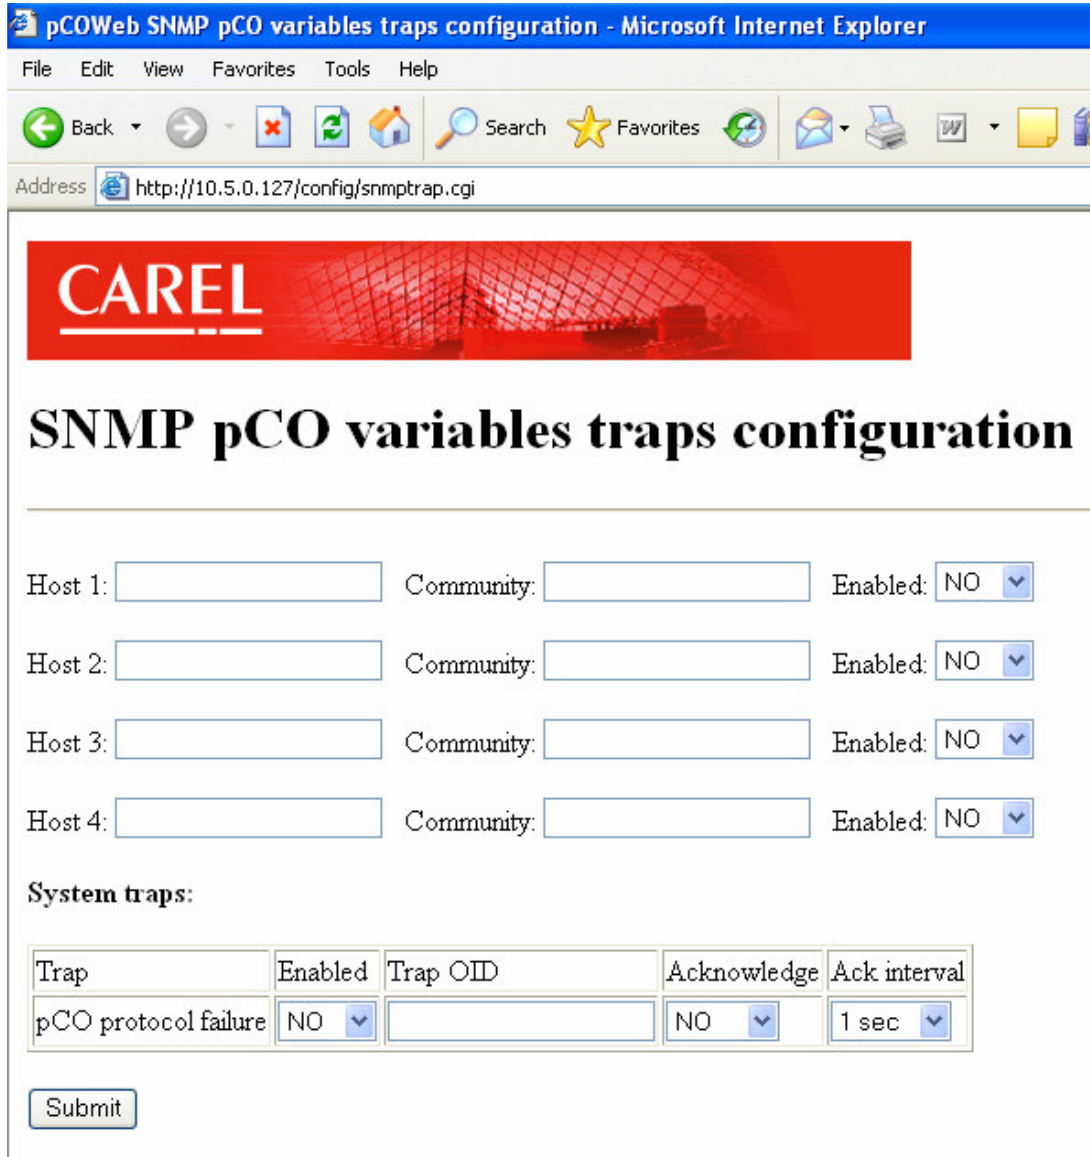 pCOWeb SNMP pCO variables traps configuration - Microsoft Internet Explorer
File Edit View Favorites Tools Help
Back Search Favorites
Address http://10.5.0.127/config/snmptrap.cgi
CAREL
SNMP pCO variables traps configuration
Host 1: Community: Enabled: NO
Host 2: Community: Enabled: NO
Host 3: Community: Enabled: NO
Host 4: Community: Enabled: NO
System traps:
Trap Enabled Trap OID Acknowledge Ack interval
pCO protocol failure NO NO 1 sec
Submit